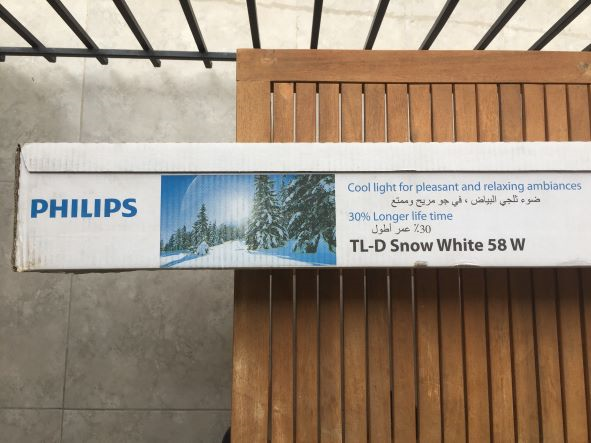 PHILIPS
Cool light for pleasant and relaxing ambiances
ضوء ثلجي البياض ، في جو مريح وممتع
30% Longer life time
30٪ عمر أطول
TL-D Snow White 58 W